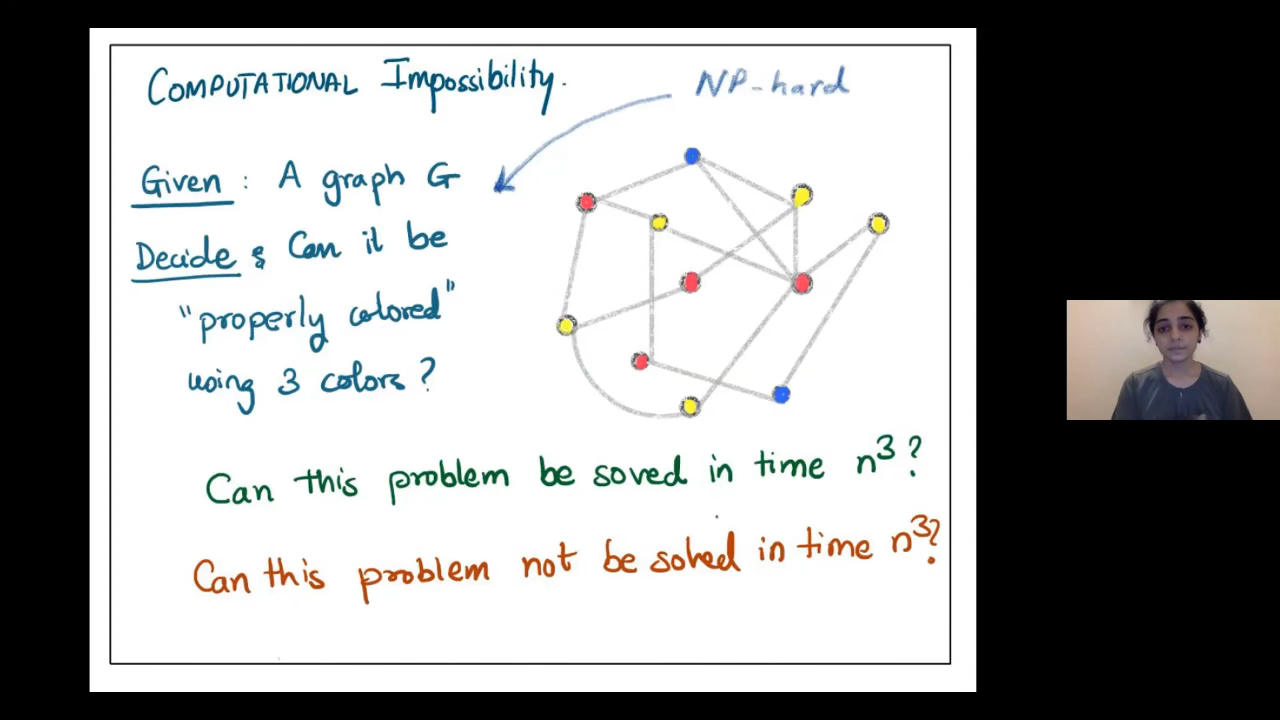 COMPUTATIONAL Impossibility.
NP-hard
Given : A graph G
Decide : Can it be
"properly colored"
using 3 colors?
Can this problem be soved in time n³?
Can this problem not be solved in time n³?